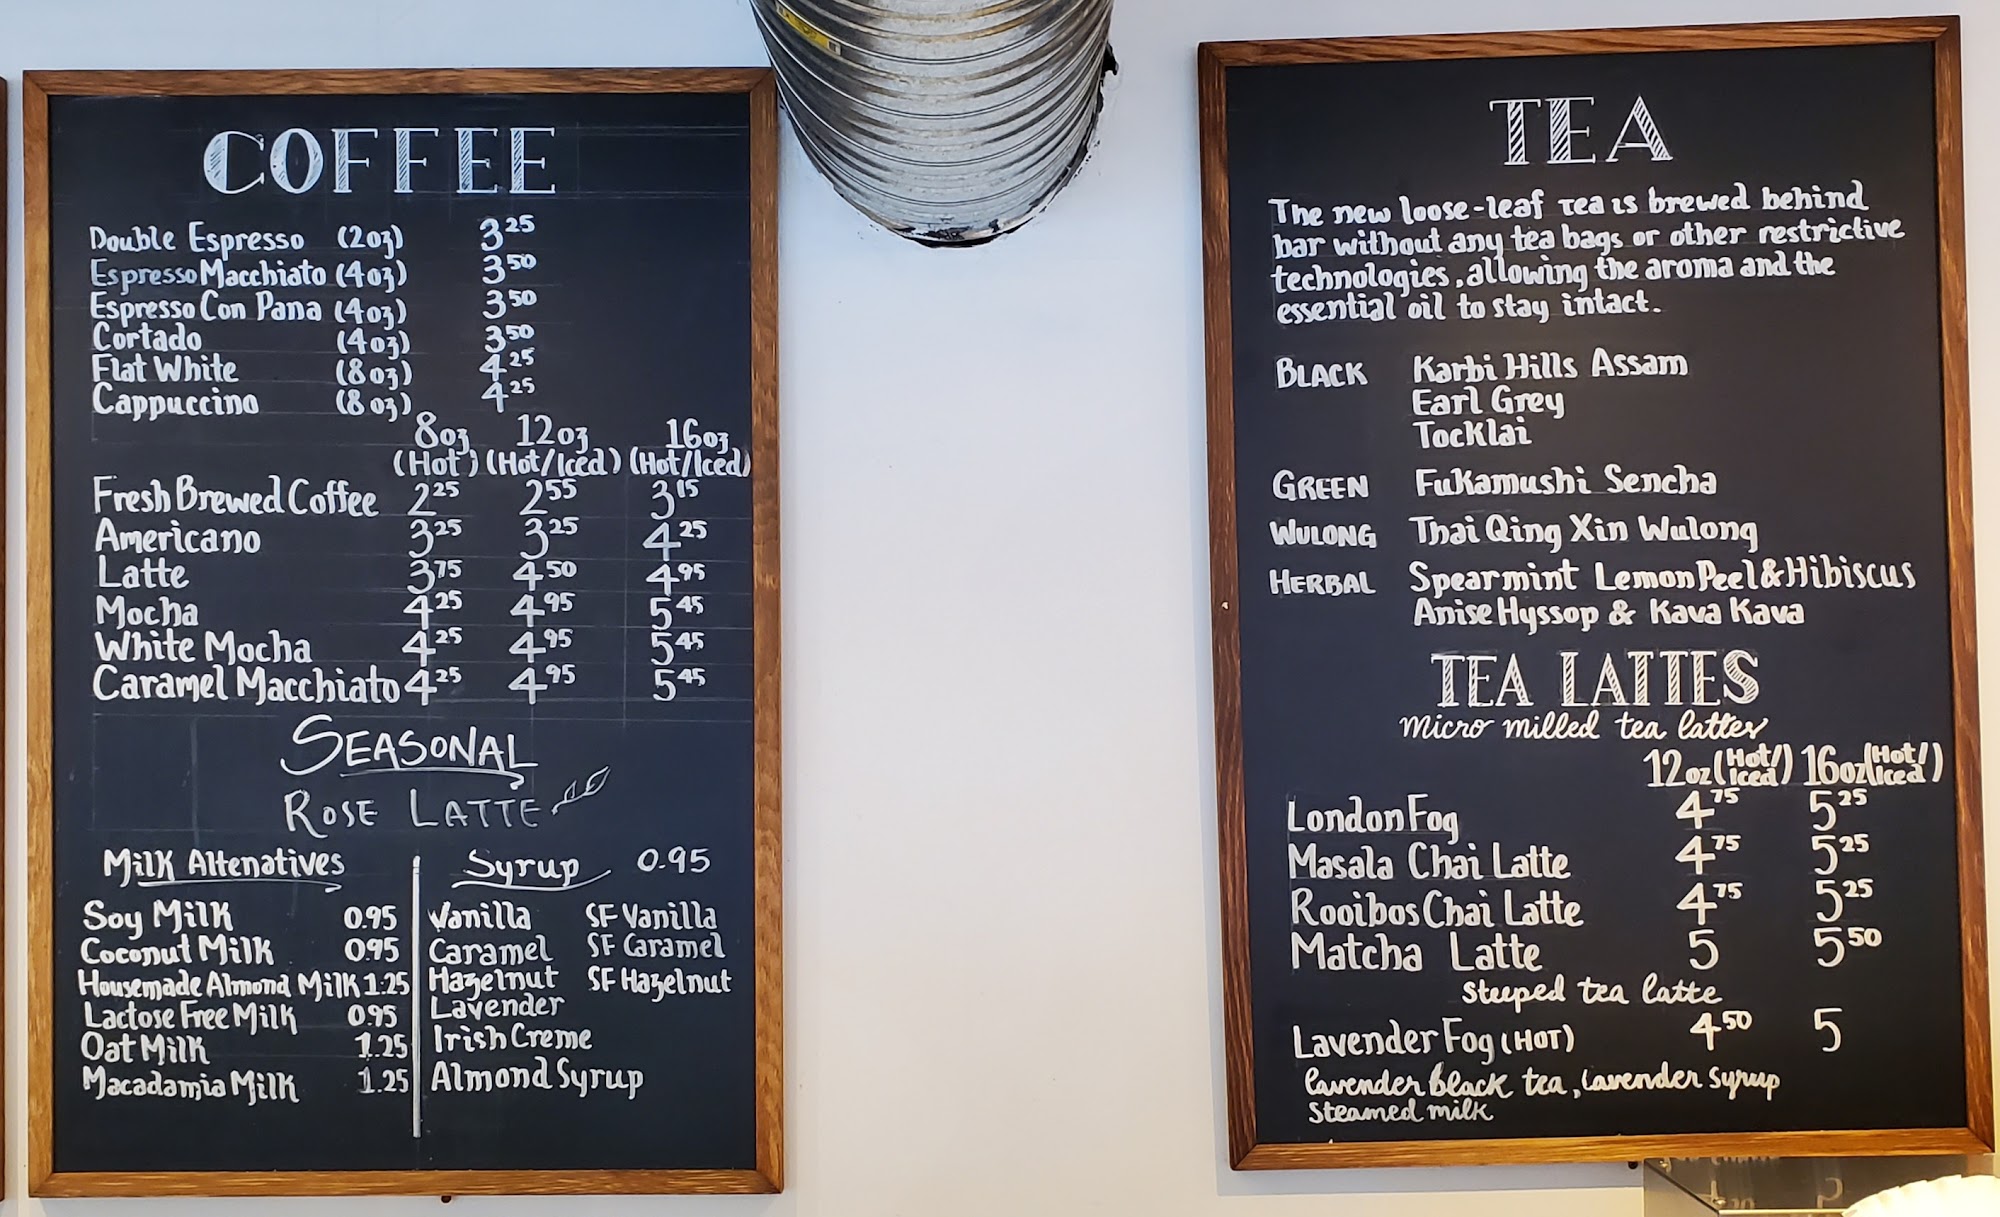 COFFEE
Double Espresso (2oz) 3.25
Espresso Macchiato (4oz) 3.50
Espresso Con Pana (4oz) 3.50
Cortado (4oz) 3.50
Flat White (8oz) 4.25
Cappuccino (8oz) 4.25
8oz 12oz 16oz
(Hot) (Hot/Iced) (Hot/Iced)
Fresh Brewed Coffee 2.25 2.55 3.15
Americano 3.25 3.25 4.25
Latte 3.75 4.50 4.95
Mocha 4.25 4.95 5.45
White Mocha 4.25 4.95 5.45
Caramel Macchiato 4.25 4.95 5.45
SEASONAL
ROSE LATTE
Milk Altenatives
Soy Milk 0.95
Coconut Milk 0.95
Housemade Almond Milk 1.25
Lactose Free Milk 0.95
Oat Milk 1.25
Macadamia Milk 1.25
Syrup 0.95
Vanilla SF Vanilla
Caramel SF Caramel
Hazelnut SF Hazelnut
Lavender
Irish Creme
Almond Syrup
TEA
The new loose-leaf tea is brewed behind
bar without any tea bags or other restrictive
technologies, allowing the aroma and the
essential oil to stay intact.
BLACK Karbi Hills Assam
Earl Grey
Tocklai
GREEN Fukamushi Sencha
WULONG Thai Qing Xin Wulong
HERBAL Spearmint Lemon Peel & Hibiscus
Anise Hyssop & Kava Kava
TEA LATTES
micro milled tea lattes
12oz (Hot/Iced) 16oz (Hot/Iced)
London Fog 4.75 5.25
Masala Chai Latte 4.75 5.25
Rooibos Chai Latte 4.75 5.25
Matcha Latte 5 5.50
steeped tea latte
Lavender Fog (HOT) 4.50 5
lavender black tea, lavender syrup
steamed milk